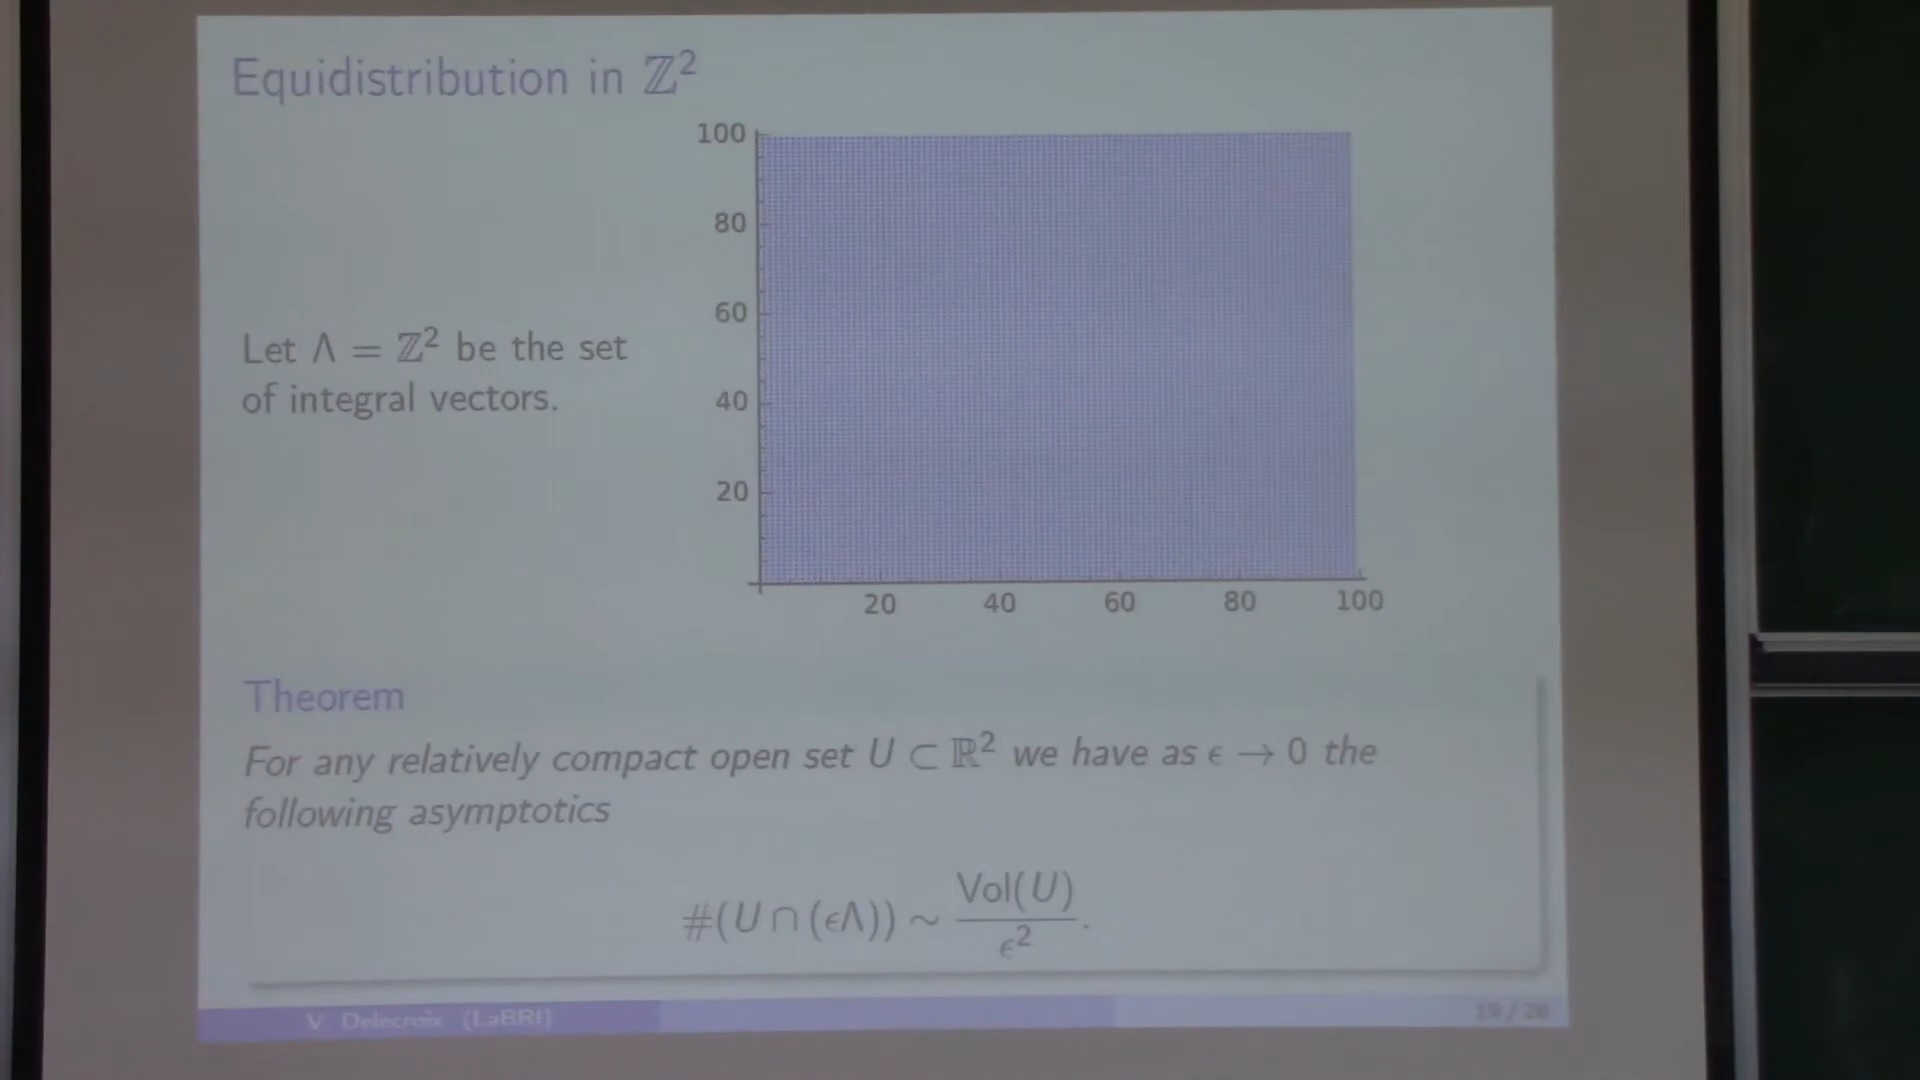 Equidistribution in ℤ²
100
80
60
40
20
20 40 60 80 100
Let Λ = ℤ² be the set
of integral vectors.
Theorem
For any relatively compact open set U ⊂ ℝ² we have as ϵ → 0 the
following asymptotics
#(U ∩ (ϵΛ)) ~ Vol(U) / ϵ² .
V. Delecroix (LaBRI)
19 / 26